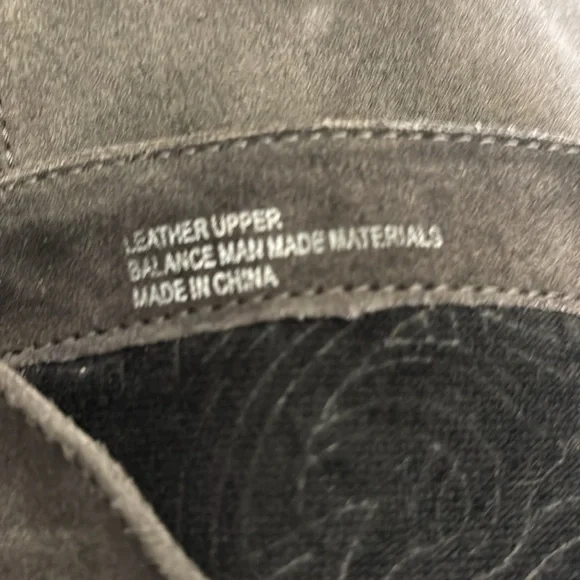 LEATHER UPPER
BALANCE MAN MADE MATERIALS
MADE IN CHINA